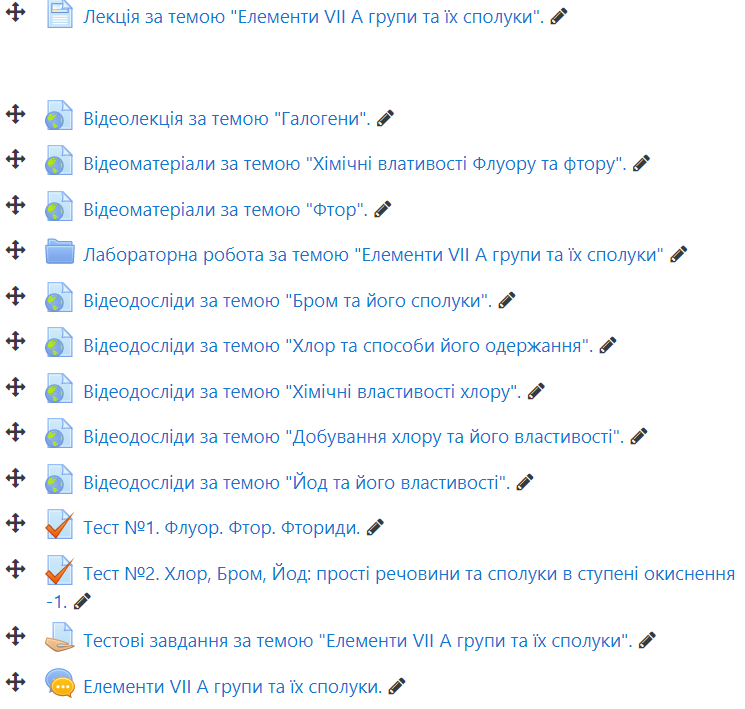 Лекція за темою "Елементи VII А групи та їх сполуки".
Відеолекція за темою "Галогени".
Відеоматеріали за темою "Хімічні влативості Флуору та фтору".
Відеоматеріали за темою "Фтор".
Лабораторна робота за темою "Елементи VII А групи та їх сполуки"
Відеодосліди за темою "Бром та його сполуки".
Відеодосліди за темою "Хлор та способи його одержання".
Відеодосліди за темою "Хімічні властивості хлору".
Відеодосліди за темою "Добування хлору та його властивості".
Відеодосліди за темою "Йод та його властивості".
Тест №1. Флуор. Фтор. Фториди.
Тест №2. Хлор, Бром, Йод: прості речовини та сполуки в ступені окиснення
-1.
Тестові завдання за темою "Елементи VII А групи та їх сполуки".
Елементи VII А групи та їх сполуки.